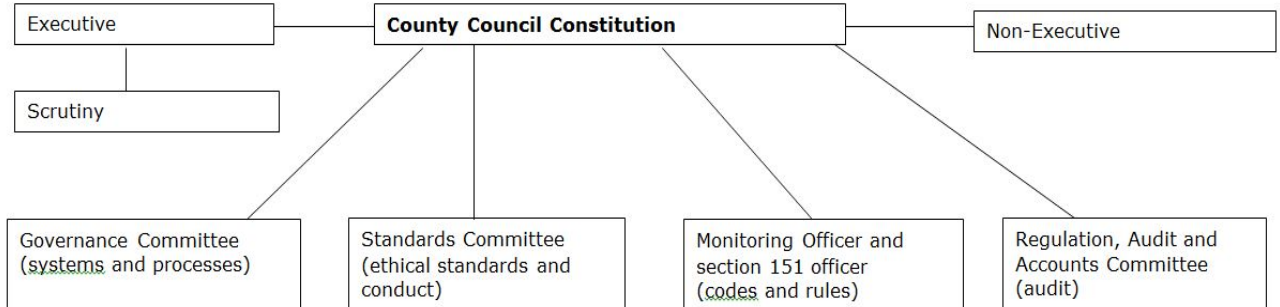 Executive
County Council Constitution
Non-Executive
Scrutiny
Governance Committee
(systems and processes)
Standards Committee
(ethical standards and
conduct)
Monitoring Officer and
section 151 officer
(codes and rules)
Regulation, Audit and
Accounts Committee
(audit)